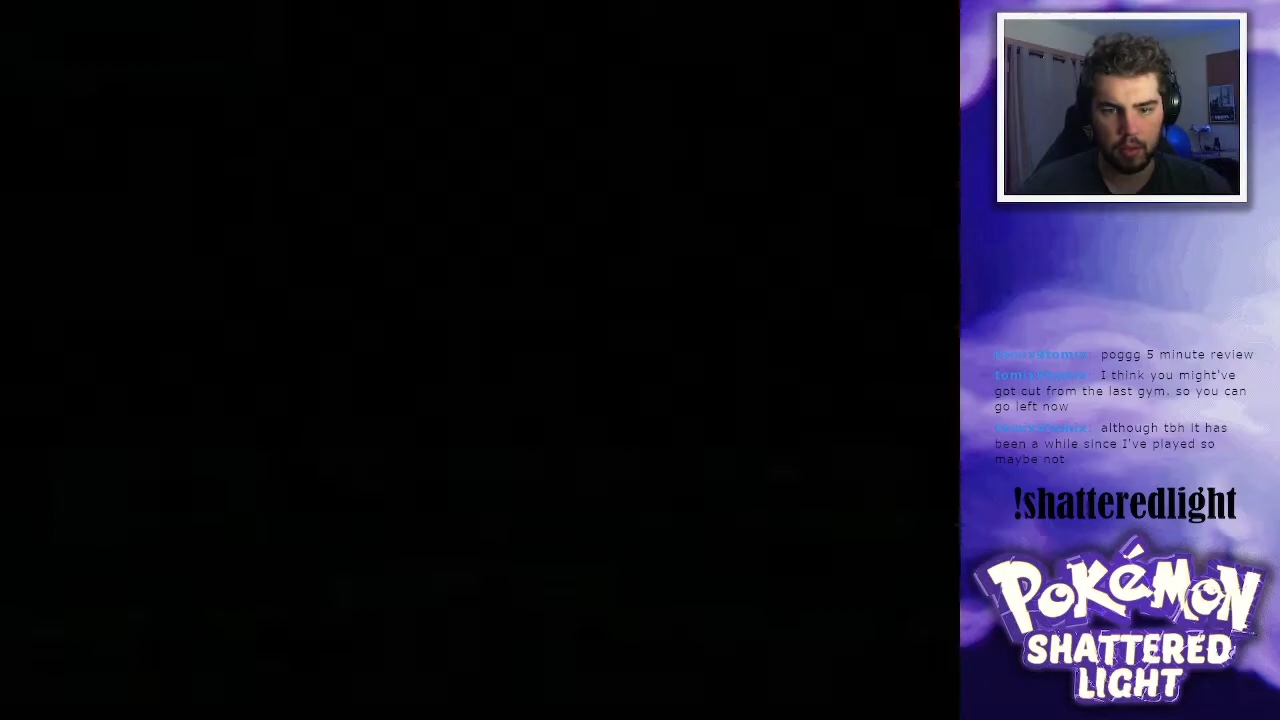 poggg 5 minute review
I think you might've
got cut from the last gym. so you can
go left now
although tbh it has
been a while since I've played so
maybe not
!shatteredlight
POKéMON
SHATTERED
LIGHT